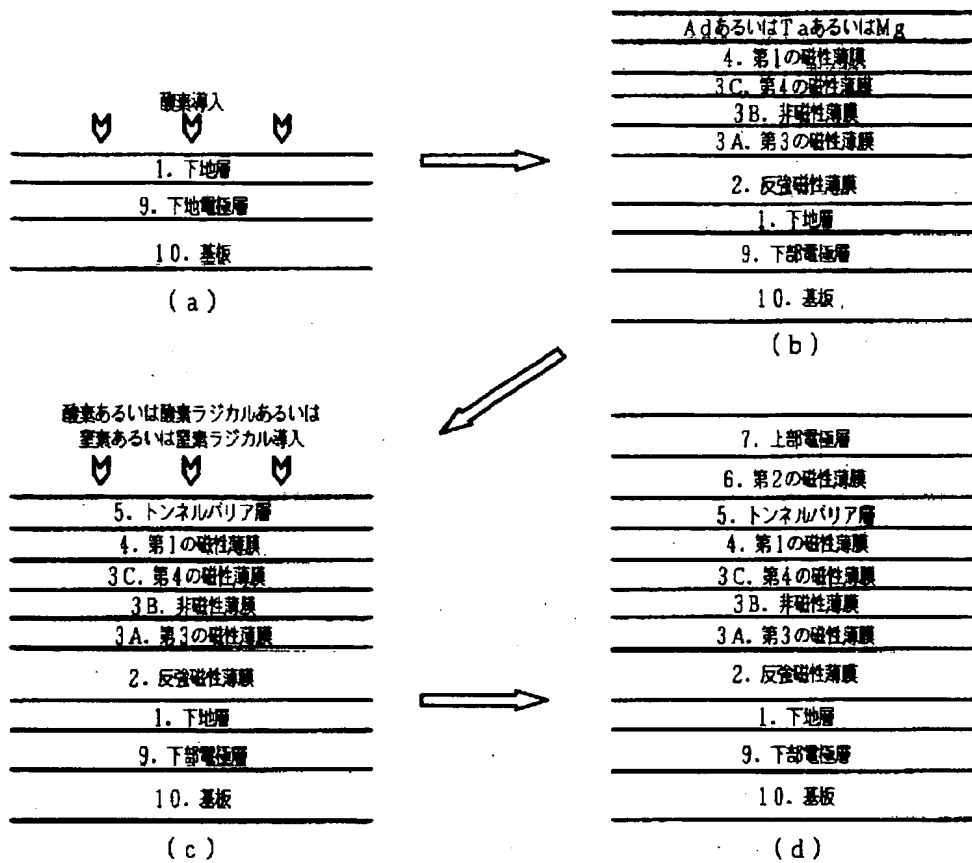 酸素導入
1. 下地層
9. 下地電極層
10. 基板
(a)
AdあるいはTaあるいはMg
4. 第1の磁性薄膜
3C. 第4の磁性薄膜
3B. 非磁性薄膜
3A. 第3の磁性薄膜
2. 反強磁性薄膜
1. 下地層
9. 下部電極層
10. 基板
(b)
酸素あるいは酸素ラジカルあるいは
窒素あるいは窒素ラジカル導入
5. トンネルバリア層
4. 第1の磁性薄膜
3C. 第4の磁性薄膜
3B. 非磁性薄膜
3A. 第3の磁性薄膜
2. 反強磁性薄膜
1. 下地層
9. 下部電極層
10. 基板
(c)
7. 上部電極層
6. 第2の磁性薄膜
5. トンネルバリア層
4. 第1の磁性薄膜
3C. 第4の磁性薄膜
3B. 非磁性薄膜
3A. 第3の磁性薄膜
2. 反強磁性薄膜
1. 下地層
9. 下部電極層
10. 基板
(d)